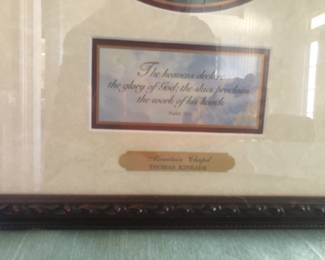 The heavens declare
the glory of God; the skies proclaim
the work of his hands.
Psalm
Mountain Chapel
THOMAS KINKADE